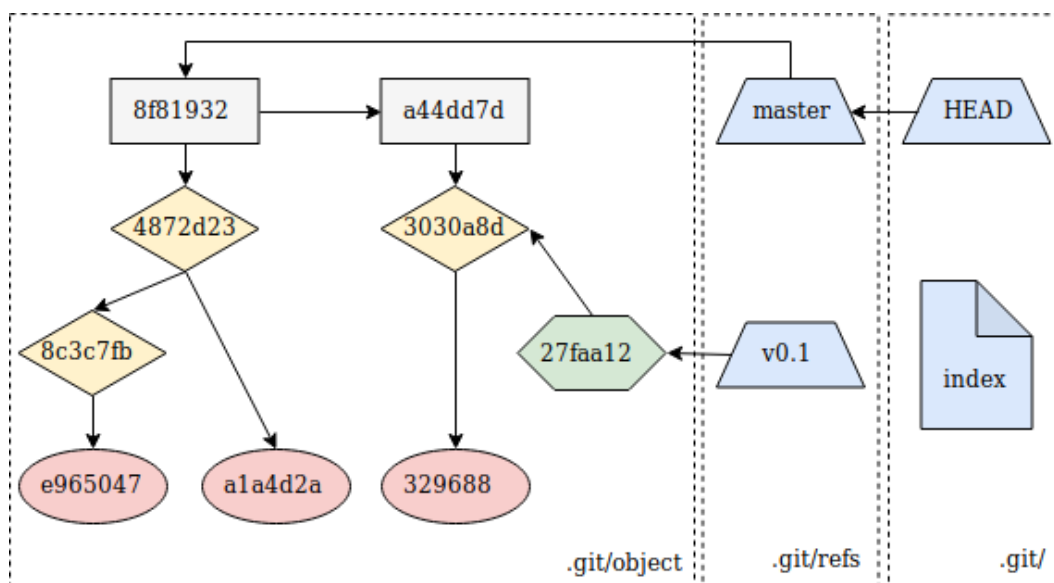 8f81932
a44dd7d
master
HEAD
4872d23
3030a8d
8c3c7fb
27faa12
v0.1
index
e965047
a1a4d2a
329688
.git/object
.git/refs
.git/